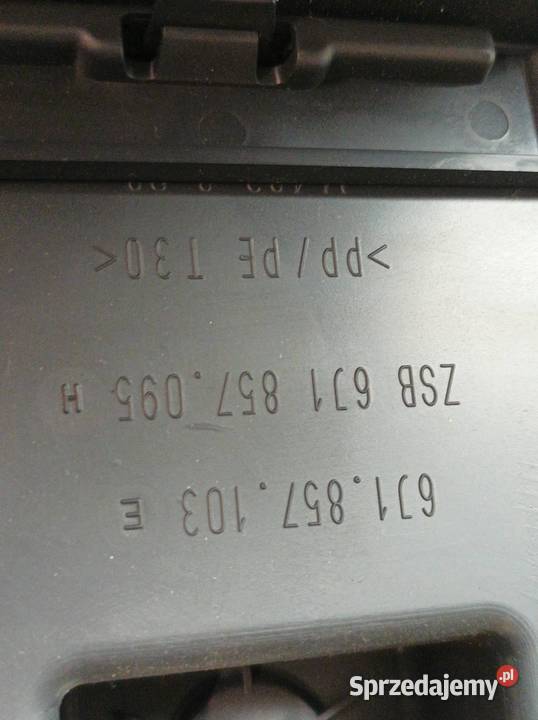 6J1.857.103 E
ZSB 6J1 857.095 H
>PP/PE T30<
Sprzedajemy.pl